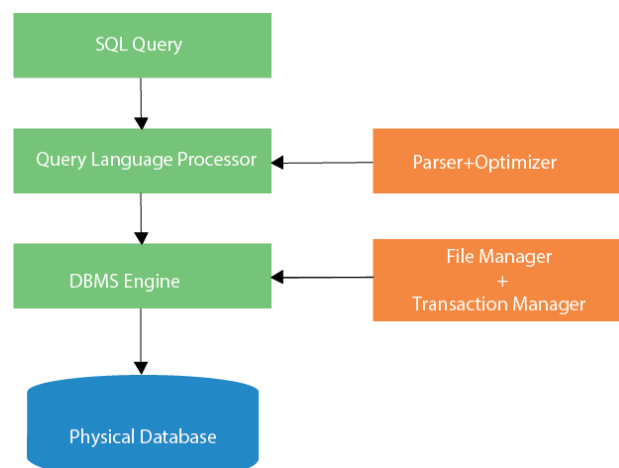 SQL Query
Query Language Processor
Parser+Optimizer
DBMS Engine
File Manager
+
Transaction Manager
Physical Database